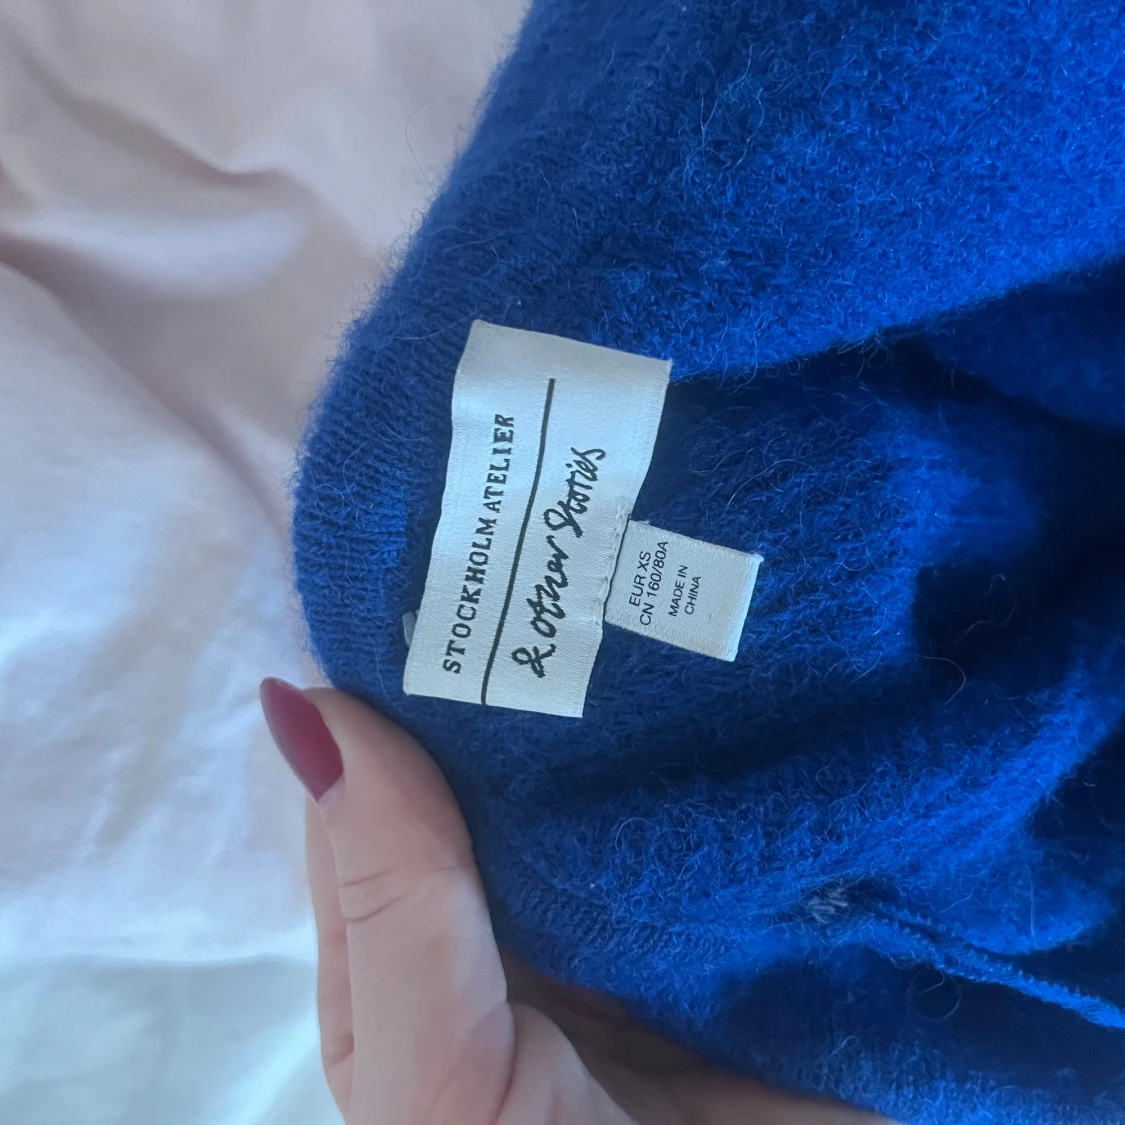 STOCKHOLM ATELIER
& other Stories
EUR XS
CN 160/80A
MADE IN
CHINA